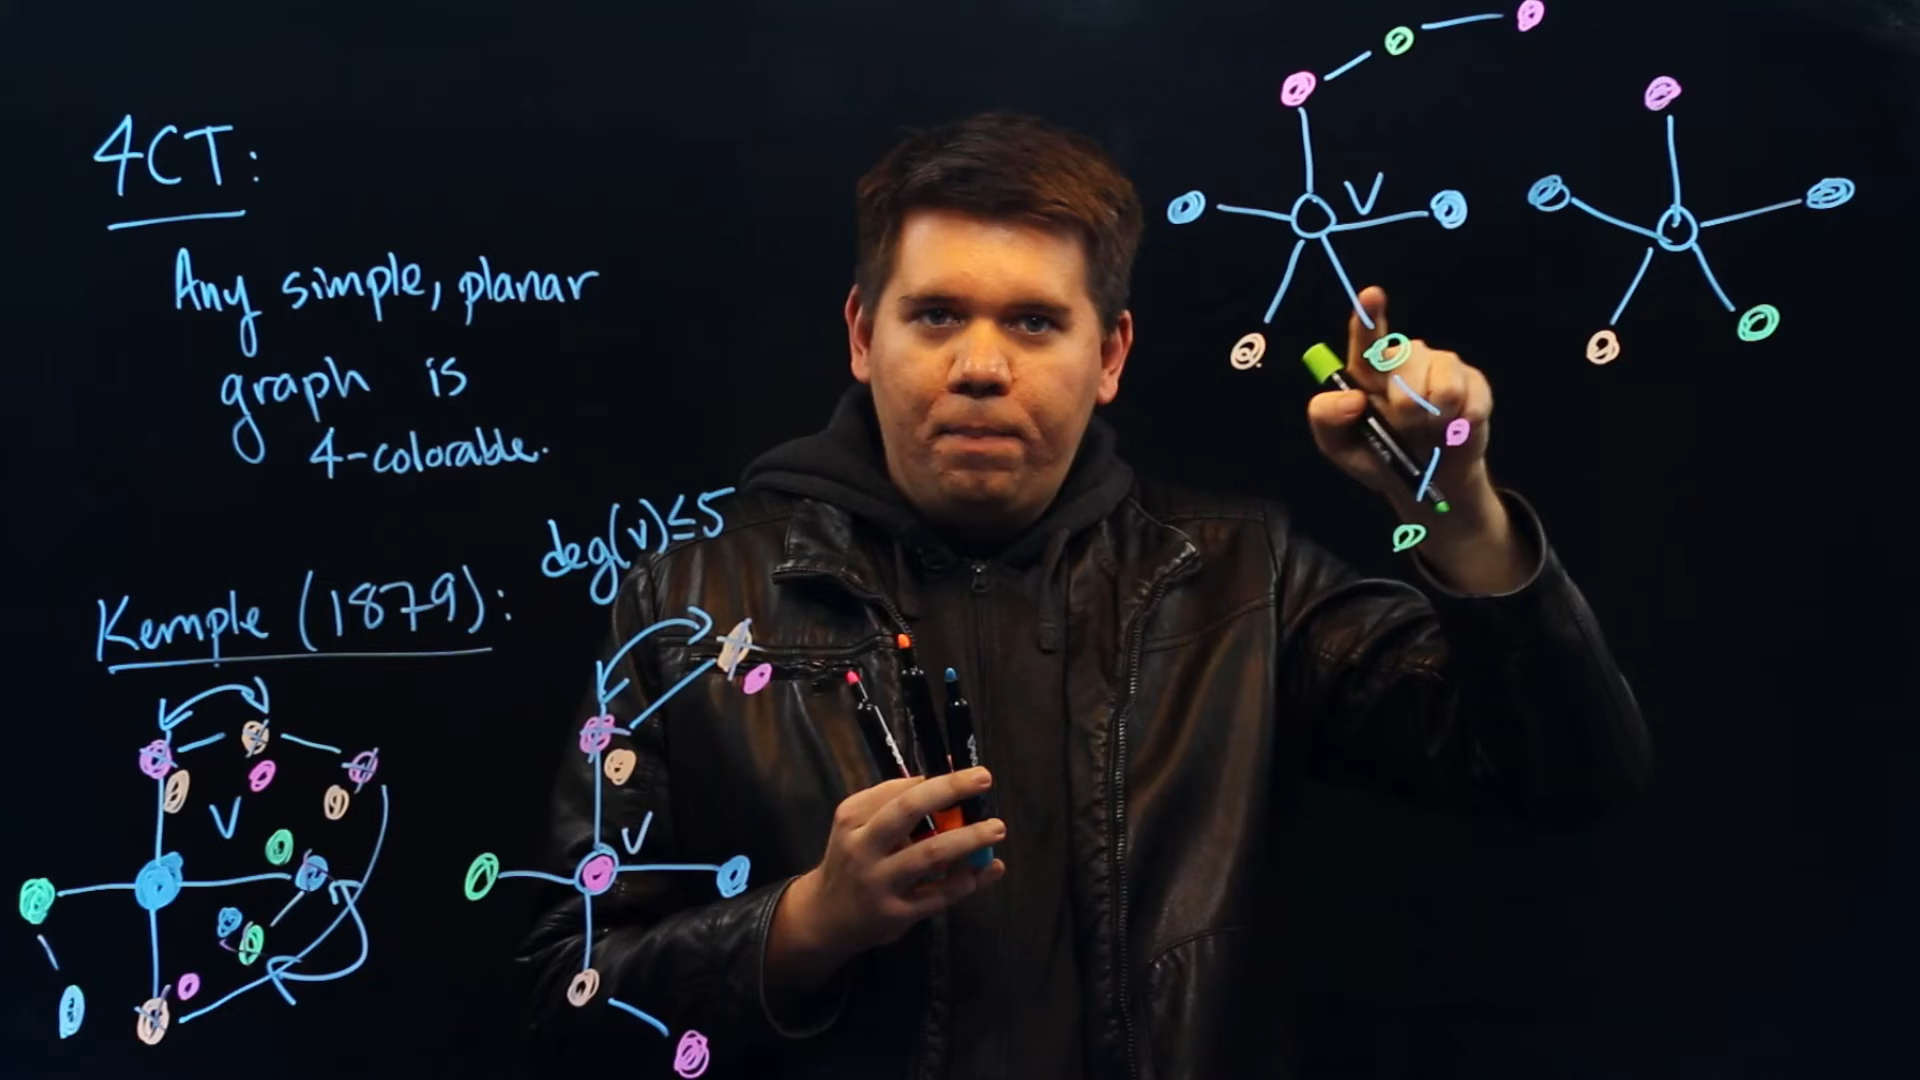 4CT:
Any simple, planar
graph is
4-colorable.
deg(v)≤5
Kemple (1879):
V
V
V